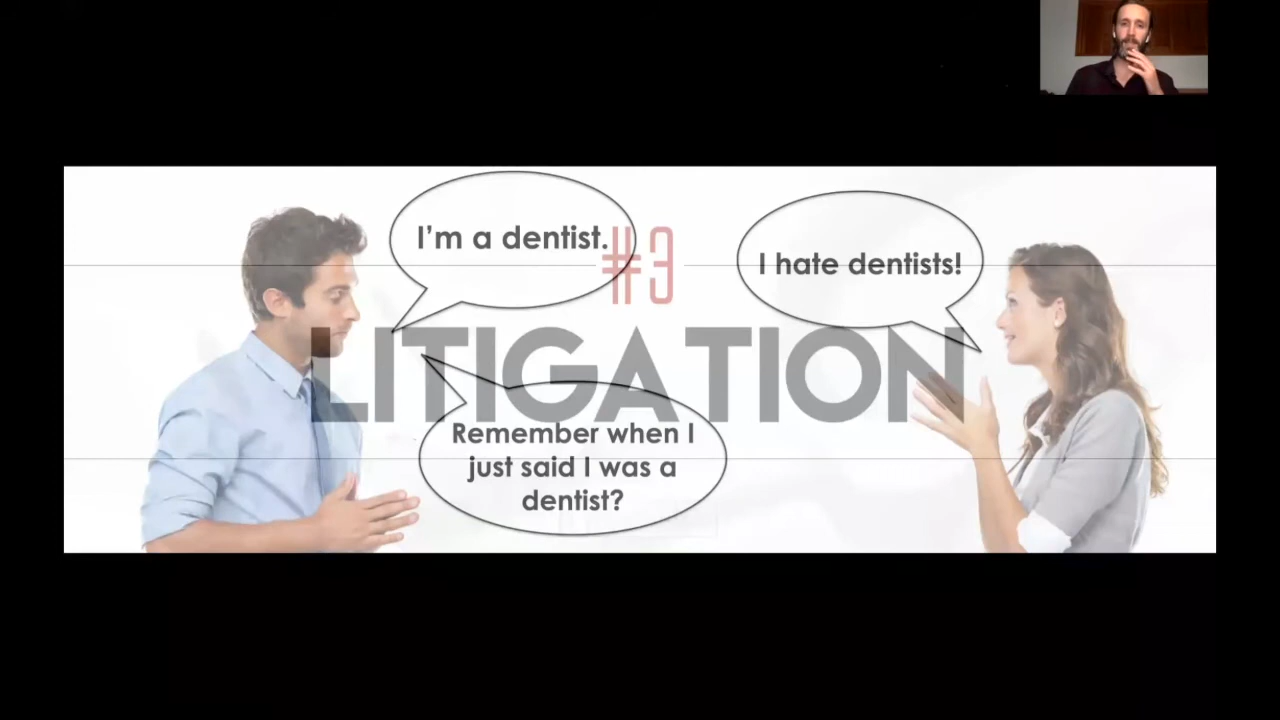 I'm a dentist.
#3
I hate dentists!
LITIGATION
Remember when I
just said I was a
dentist?